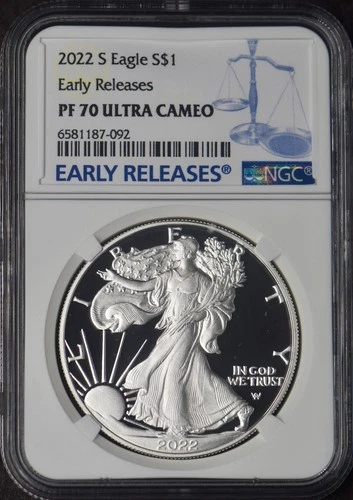 2022 S Eagle S$1
Early Releases
PF 70 ULTRA CAMEO
6581187-092
EARLY RELEASES®
NGC®
LIBERTY
IN GOD
WE TRUST
W
2022